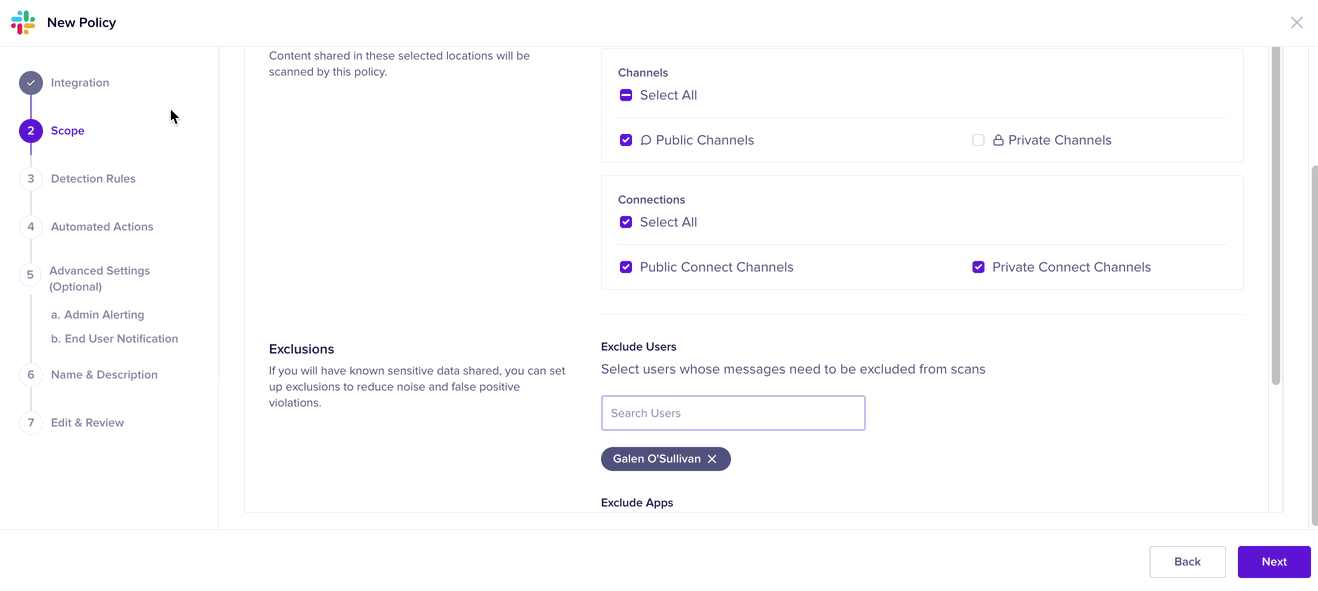 New Policy
Integration
2 Scope
3 Detection Rules
4 Automated Actions
5 Advanced Settings
(Optional)
a. Admin Alerting
b. End User Notification
6 Name & Description
7 Edit & Review
Content shared in these selected locations will be
scanned by this policy.
Channels
Select All
Public Channels
Private Channels
Connections
Select All
Public Connect Channels
Private Connect Channels
Exclusions
If you will have known sensitive data shared, you can set
up exclusions to reduce noise and false positive
violations.
Exclude Users
Select users whose messages need to be excluded from scans
Search Users
Galen O'Sullivan
Exclude Apps
Back
Next